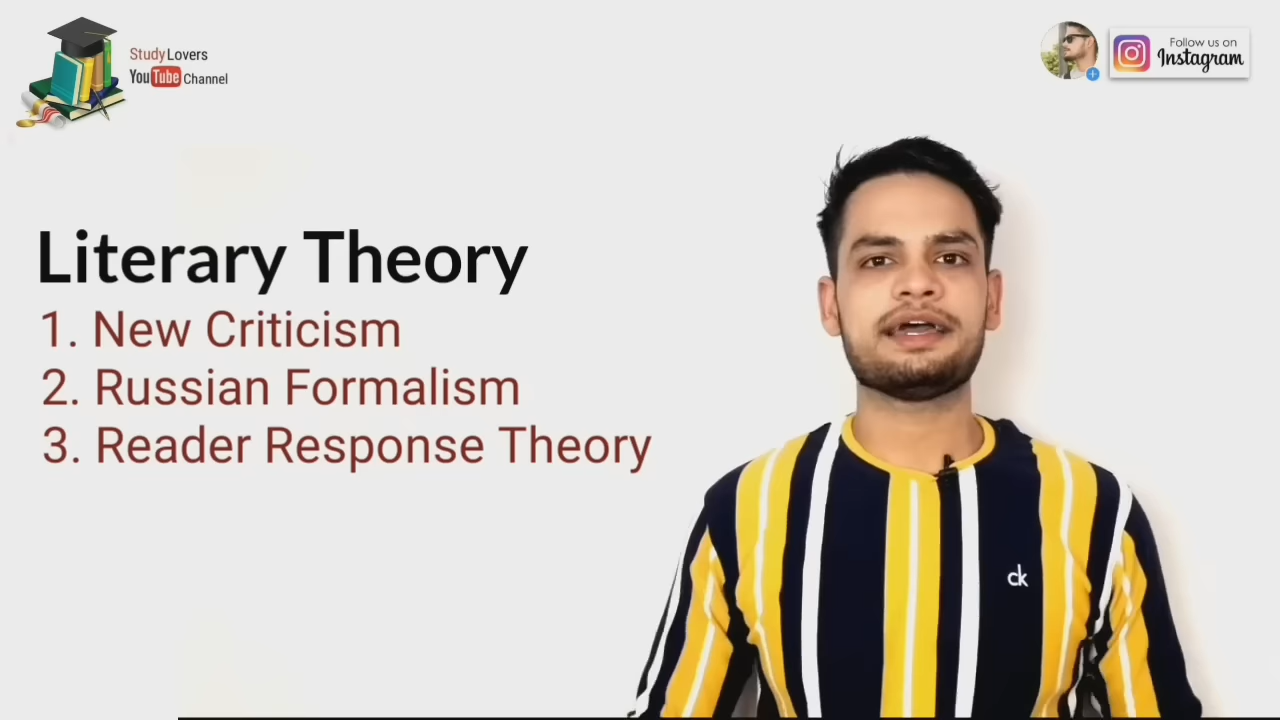 StudyLovers
YouTube Channel
Follow us on
Instagram
Literary Theory
1. New Criticism
2. Russian Formalism
3. Reader Response Theory
ck